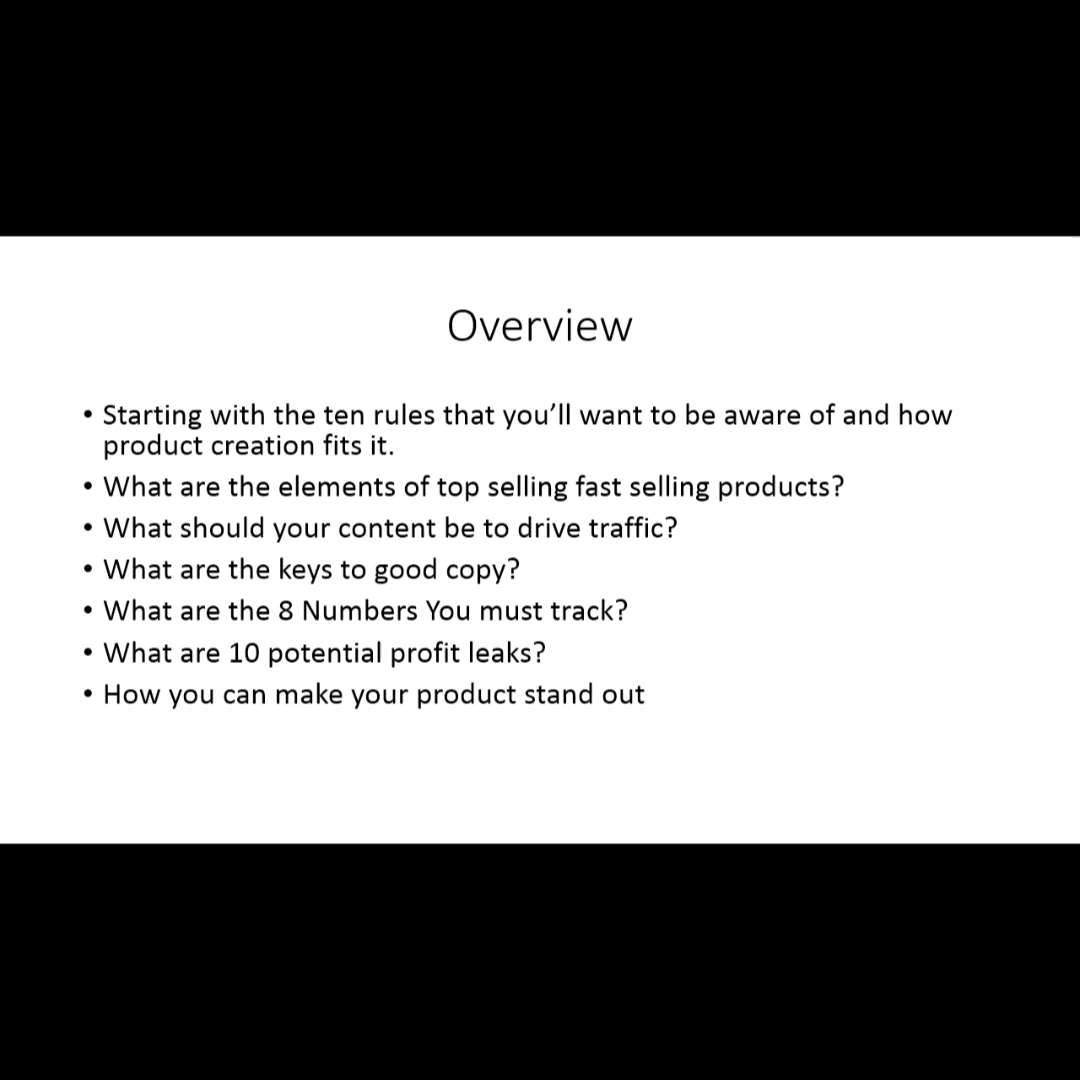 Overview
• Starting with the ten rules that you’ll want to be aware of and how
product creation fits it.
• What are the elements of top selling fast selling products?
• What should your content be to drive traffic?
• What are the keys to good copy?
• What are the 8 Numbers You must track?
• What are 10 potential profit leaks?
• How you can make your product stand out